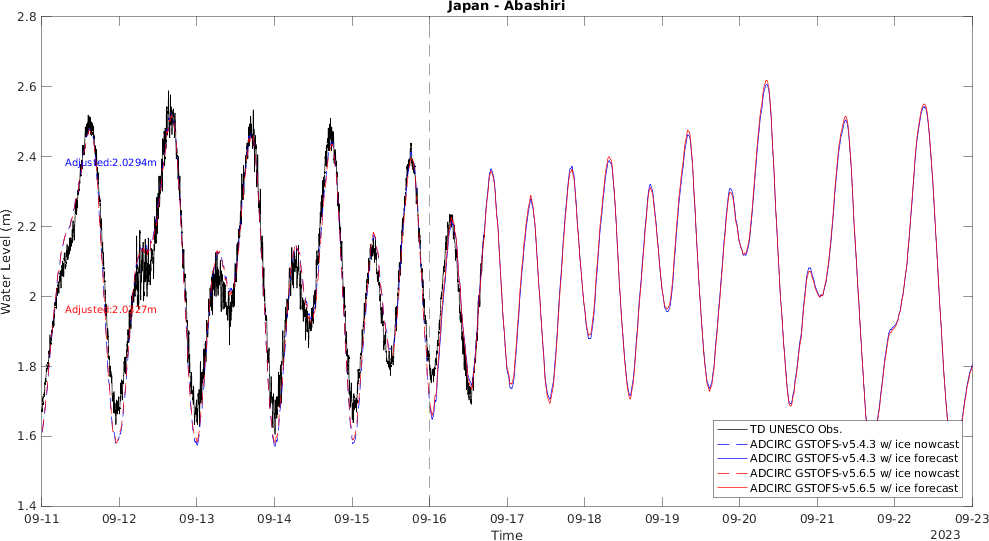 Japan - Abashiri
Water Level (m)
2.8
2.6
2.4
2.2
2
1.8
1.6
1.4
Adjusted:2.0294m
TD UNESCO Obs.
ADCIRC GSTOFS-v5.4.3 w/ ice nowcast
ADCIRC GSTOFS-v5.4.3 w/ ice forecast
ADCIRC GSTOFS-v5.6.5 w/ ice nowcast
ADCIRC GSTOFS-v5.6.5 w/ ice forecast
09-11 09-12 09-13 09-14 09-15 09-16 09-17 09-18 09-19 09-20 09-21 09-22 09-23
Time
2023